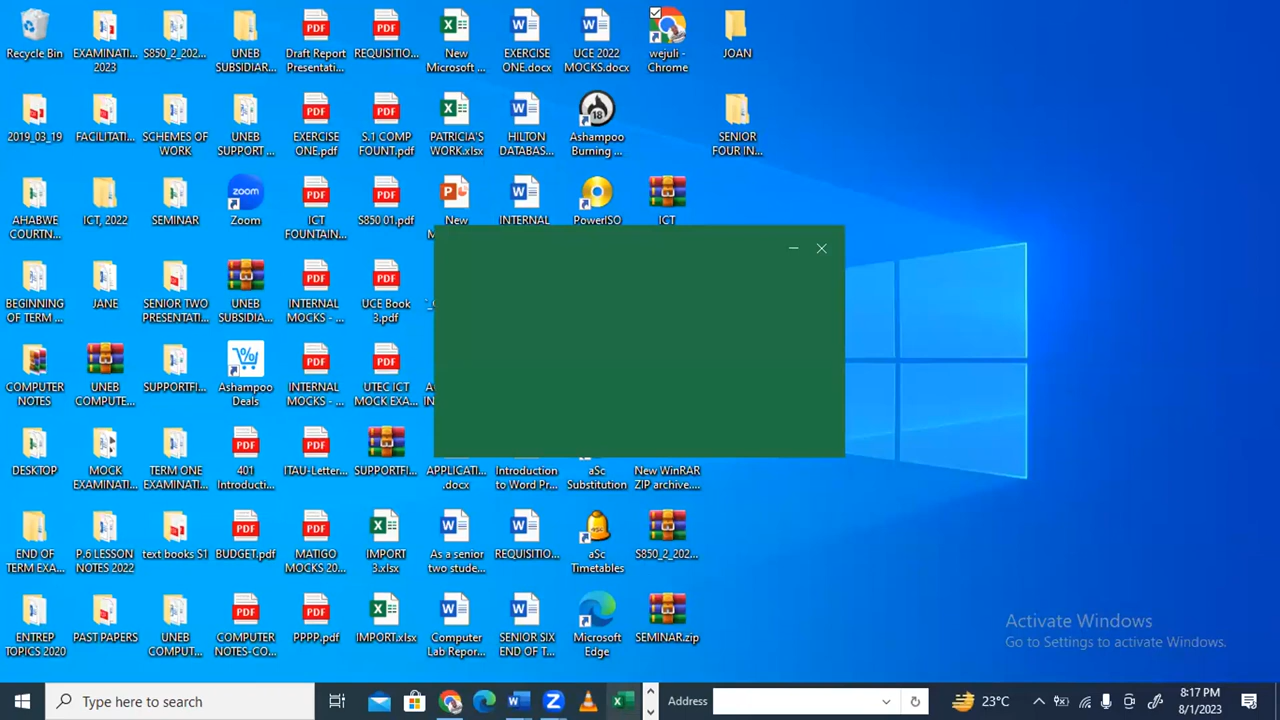 Recycle Bin
EXAMINATI...
2023
S850_2_202...
UNEB
SUBSIDIAR...
Draft Report
Presentati...
REQUISITIO...
New
Microsoft ...
EXERCISE
ONE.docx
UCE 2022
MOCKS.docx
wejuli -
Chrome
JOAN
2019_03_19
FACILITATI...
SCHEMES OF
WORK
UNEB
SUPPORT ...
EXERCISE
ONE.pdf
S.1 COMP
FOUNT.pdf
PATRICIA'S
WORK.xlsx
HILTON
DATABAS...
Ashampoo
Burning ...
SENIOR
FOUR IN...
AHABWE
COURTN...
ICT, 2022
SEMINAR
zoom
Zoom
ICT
FOUNTAIN...
S850 01.pdf
New
INTERNAL
PowerISO
ICT
BEGINNING
OF TERM ...
JANE
SENIOR TWO
PRESENTATI...
UNEB
SUBSIDIA...
INTERNAL
MOCKS - ...
UCE Book
3.pdf
COMPUTER
NOTES
UNEB
COMPUTE...
SUPPORTFI...
Ashampoo
Deals
INTERNAL
MOCKS - ...
UTEC ICT
MOCK EXA...
DESKTOP
MOCK
EXAMINATI...
TERM ONE
EXAMINATI...
401
Introducti...
ITAU-Letter...
SUPPORTFI...
APPLICATI...
.docx
Introduction
to Word Pr...
aSc
Substitution
New WinRAR
ZIP archive....
END OF
TERM EXA...
P.6 LESSON
NOTES 2022
text books S1
BUDGET.pdf
MATIGO
MOCKS 20...
IMPORT
3.xlsx
As a senior
two stude...
REQUISITIO...
aSc
Timetables
S850_2_202...
ENTREP
TOPICS 2020
PAST PAPERS
UNEB
COMPUT...
COMPUTER
NOTES-CO...
PPPP.pdf
IMPORT.xlsx
Computer
Lab Repor...
SENIOR SIX
END OF T...
Microsoft
Edge
SEMINAR.zip
Activate Windows
Go to Settings to activate Windows.
Type here to search
Address
23°C
8:17 PM
8/1/2023